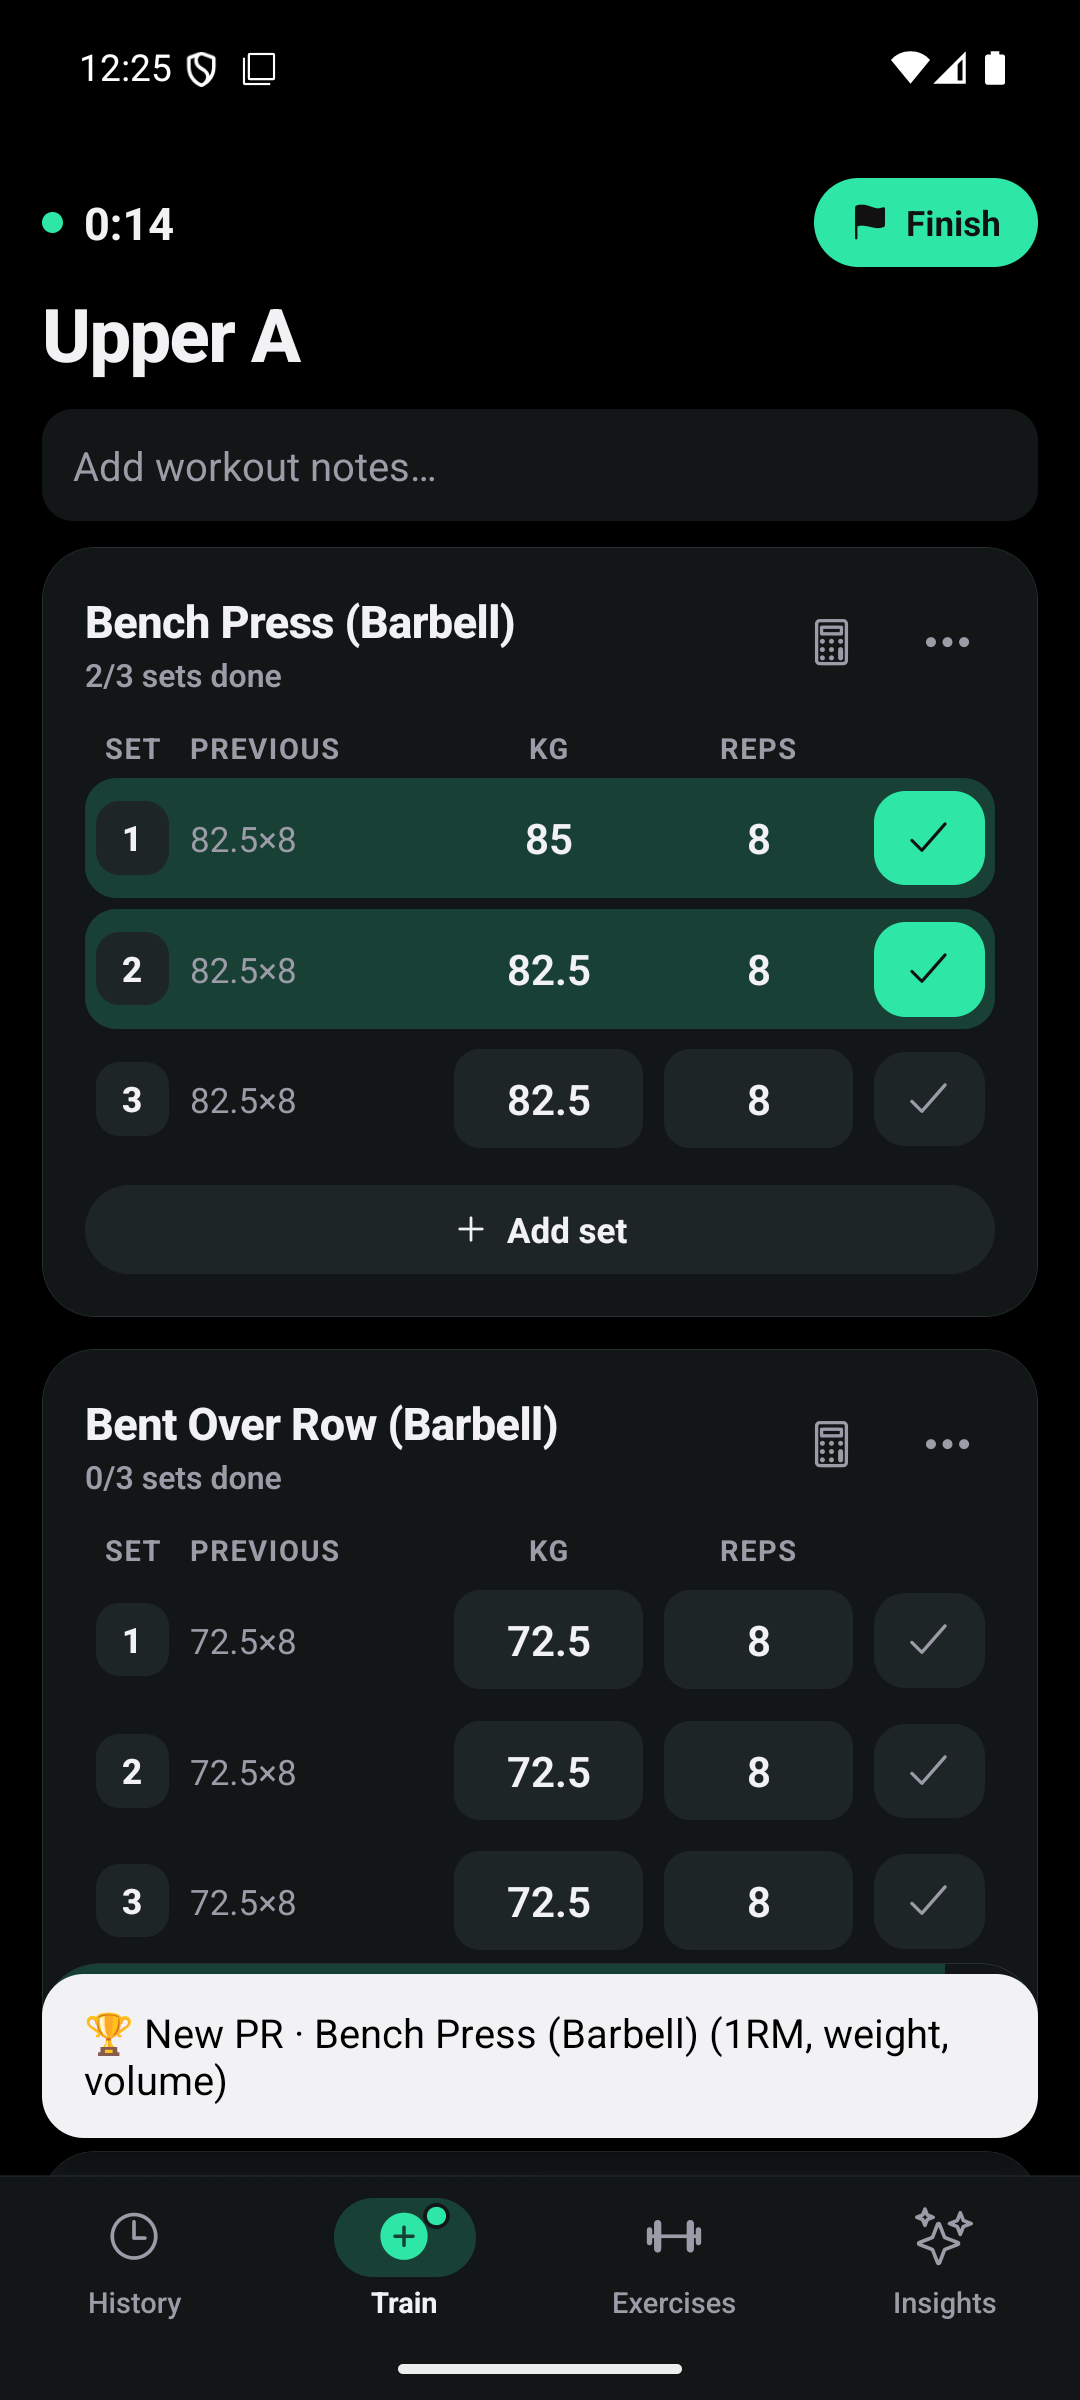 12:25
0:14
Finish
Upper A
Add workout notes...
Bench Press (Barbell)
2/3 sets done
SET PREVIOUS KG REPS
1 82.5×8 85 8
2 82.5×8 82.5 8
3 82.5×8 82.5 8
+ Add set
Bent Over Row (Barbell)
0/3 sets done
SET PREVIOUS KG REPS
1 72.5×8 72.5 8
2 72.5×8 72.5 8
3 72.5×8 72.5 8
🏆 New PR · Bench Press (Barbell) (1RM, weight,
volume)
History Train Exercises Insights